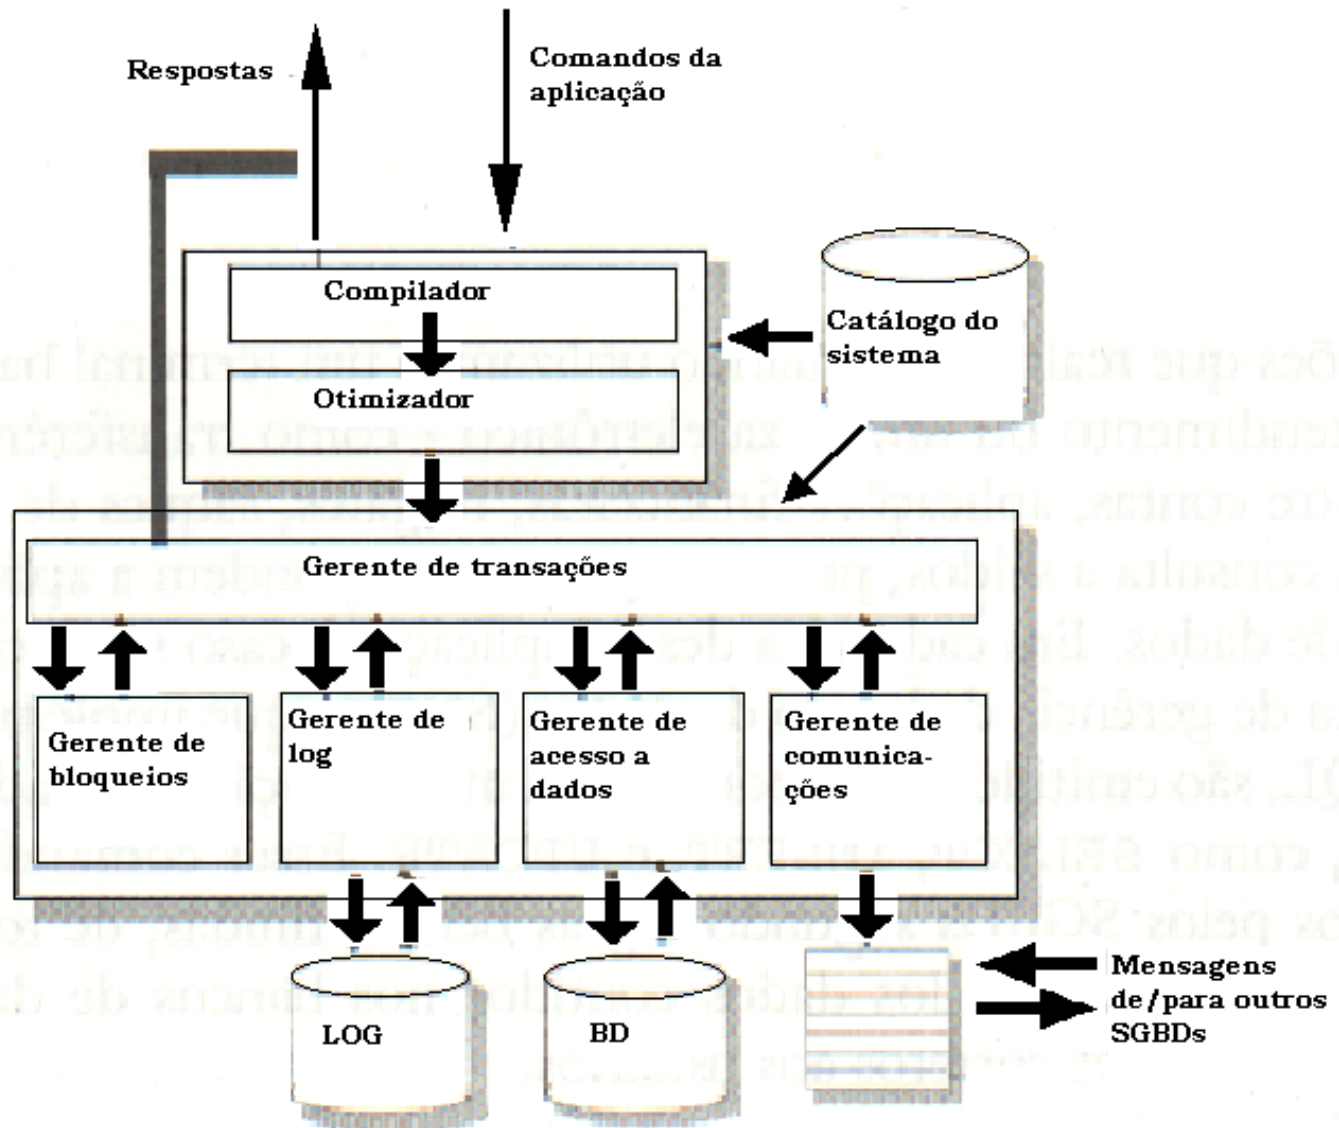 Respostas
Comandos da
aplicação
Compilador
Otimizador
Catálogo do
sistema
Gerente de transações
Gerente de
bloqueios
Gerente de
log
Gerente de
acesso a
dados
Gerente de
comunica-
ções
LOG
BD
Mensagens
de/para outros
SGBDs